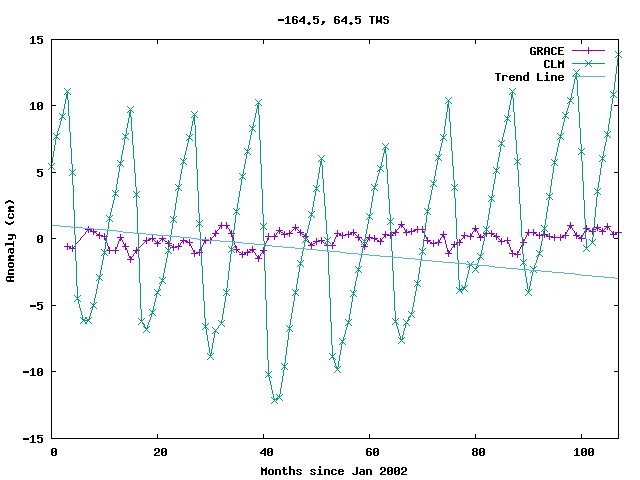 -164.5, 64.5 TWS
GRACE
CLM
Trend Line
15
10
5
0
-5
-10
-15
Anomaly (cm)
0 20 40 60 80 100
Months since Jan 2002